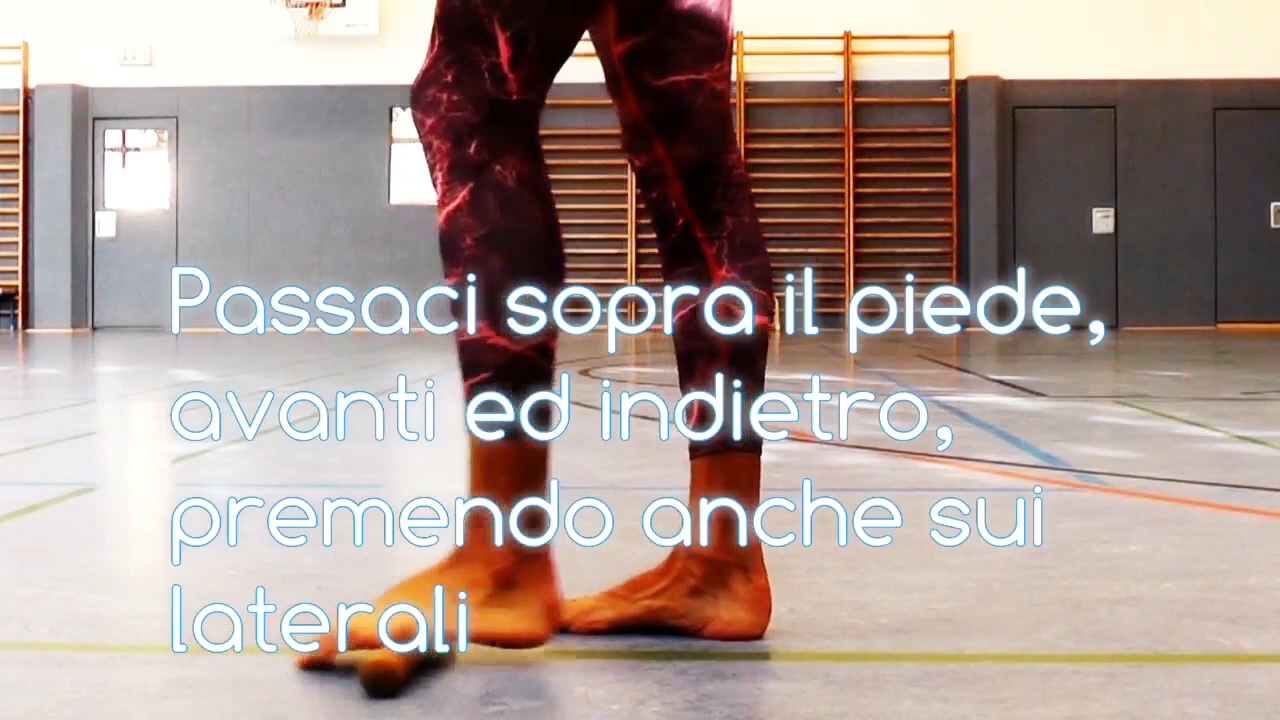 Passaci sopra il piede,
avanti ed indietro,
premendo anche sui
laterali